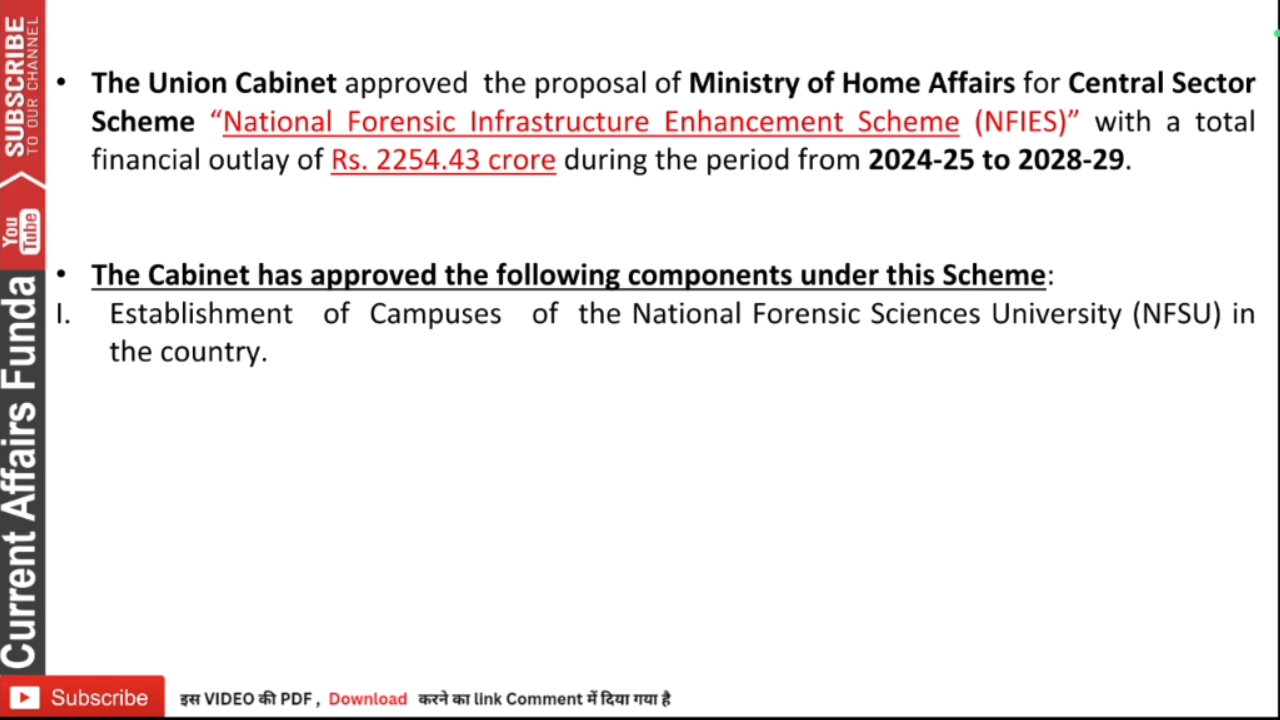 • The Union Cabinet approved the proposal of Ministry of Home Affairs for Central Sector
Scheme “National Forensic Infrastructure Enhancement Scheme (NFIES)” with a total
financial outlay of Rs. 2254.43 crore during the period from 2024-25 to 2028-29.
• The Cabinet has approved the following components under this Scheme:
I. Establishment of Campuses of the National Forensic Sciences University (NFSU) in
the country.
SUBSCRIBE
TO OUR CHANNEL
You
Tube
Current Affairs Funda
Subscribe
इस VIDEO की PDF , Download करने का link Comment में दिया गया है